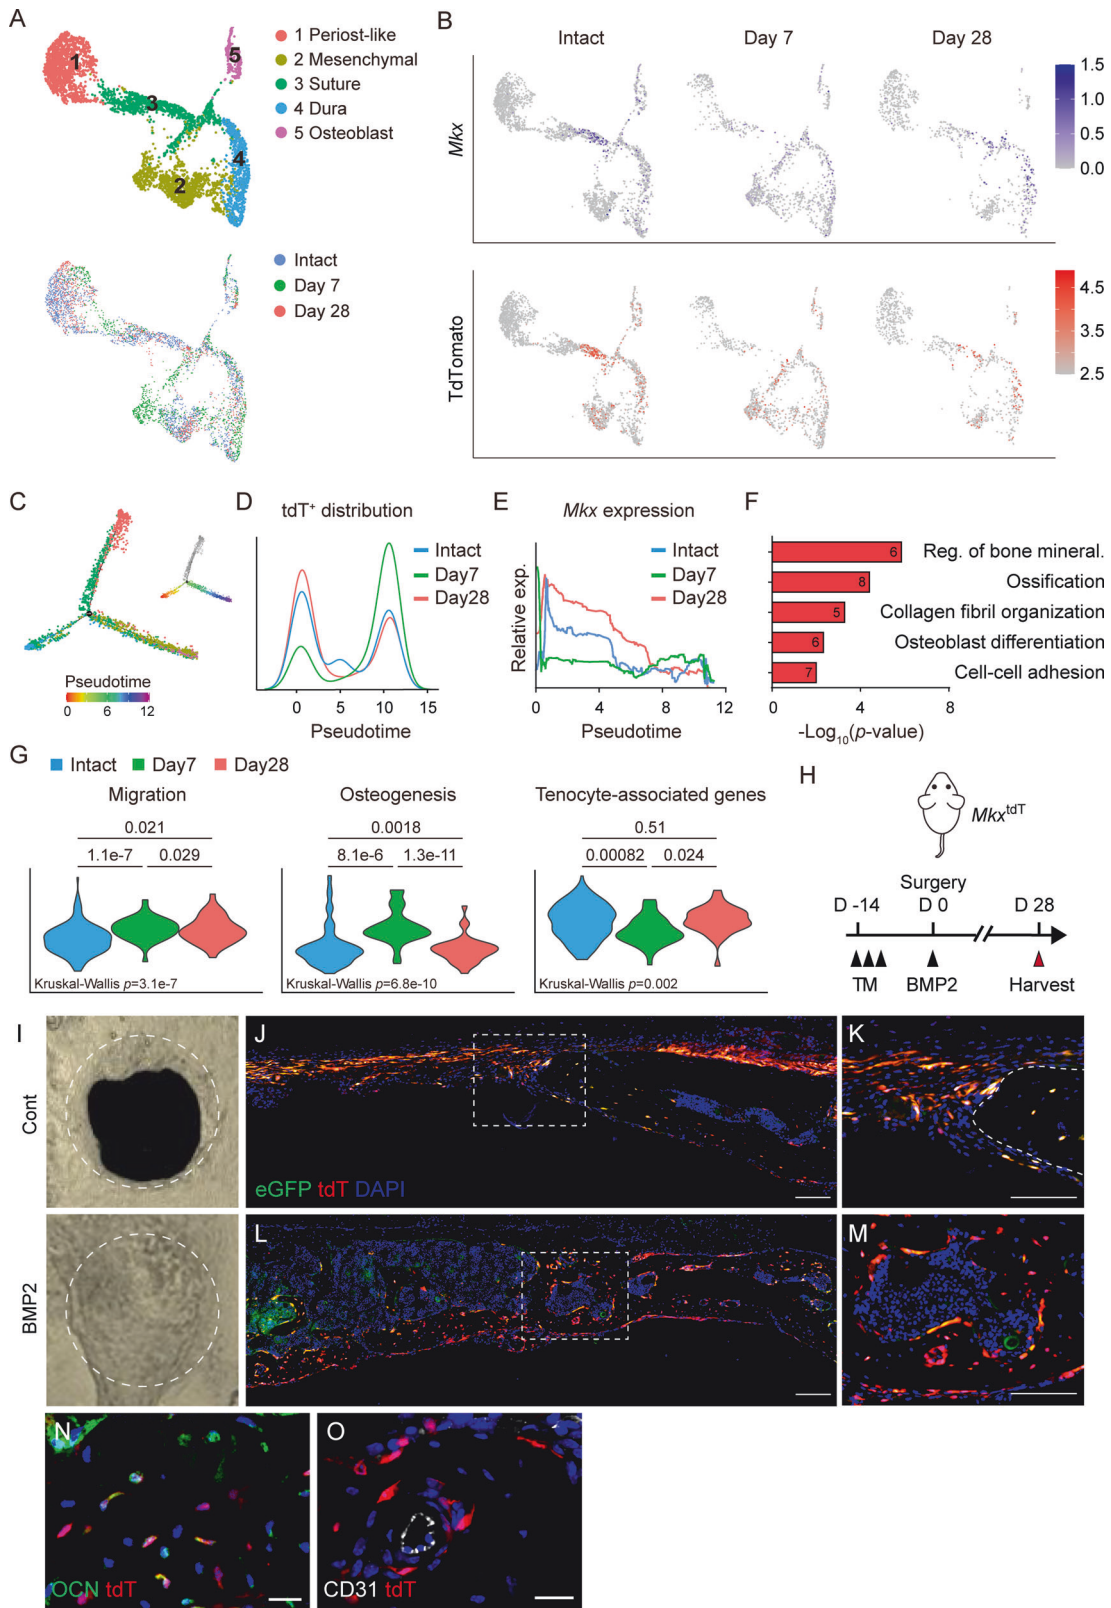 A
1 Periost-like
2 Mesenchymal
3 Suture
4 Dura
5 Osteoblast
1
5
3
4
2
Intact
Day 7
Day 28
B
Intact
Day 7
Day 28
Mkx
1.5
1.0
0.5
0.0
TdTomato
4.5
3.5
2.5
C
Pseudotime
0
6
12
D
tdT+ distribution
Intact
Day7
Day28
0
5
10
15
Pseudotime
E
Mkx expression
Relative exp.
Intact
Day7
Day28
0
4
8
12
Pseudotime
F
6
Reg. of bone mineral.
8
Ossification
5
Collagen fibril organization
6
Osteoblast differentiation
7
Cell-cell adhesion
0
4
8
-Log10(p-value)
G
Intact
Day7
Day28
Migration
0.021
1.1e-7
0.029
Kruskal-Wallis p=3.1e-7
Osteogenesis
0.0018
8.1e-6
1.3e-11
Kruskal-Wallis p=6.8e-10
Tenocyte-associated genes
0.51
0.00082
0.024
Kruskal-Wallis p=0.002
H
MkxtdT
Surgery
D -14
D 0
D 28
TM
BMP2
Harvest
I
Cont
J
eGFP tdT DAPI
K
BMP2
L
M
N
OCN tdT
O
CD31 tdT